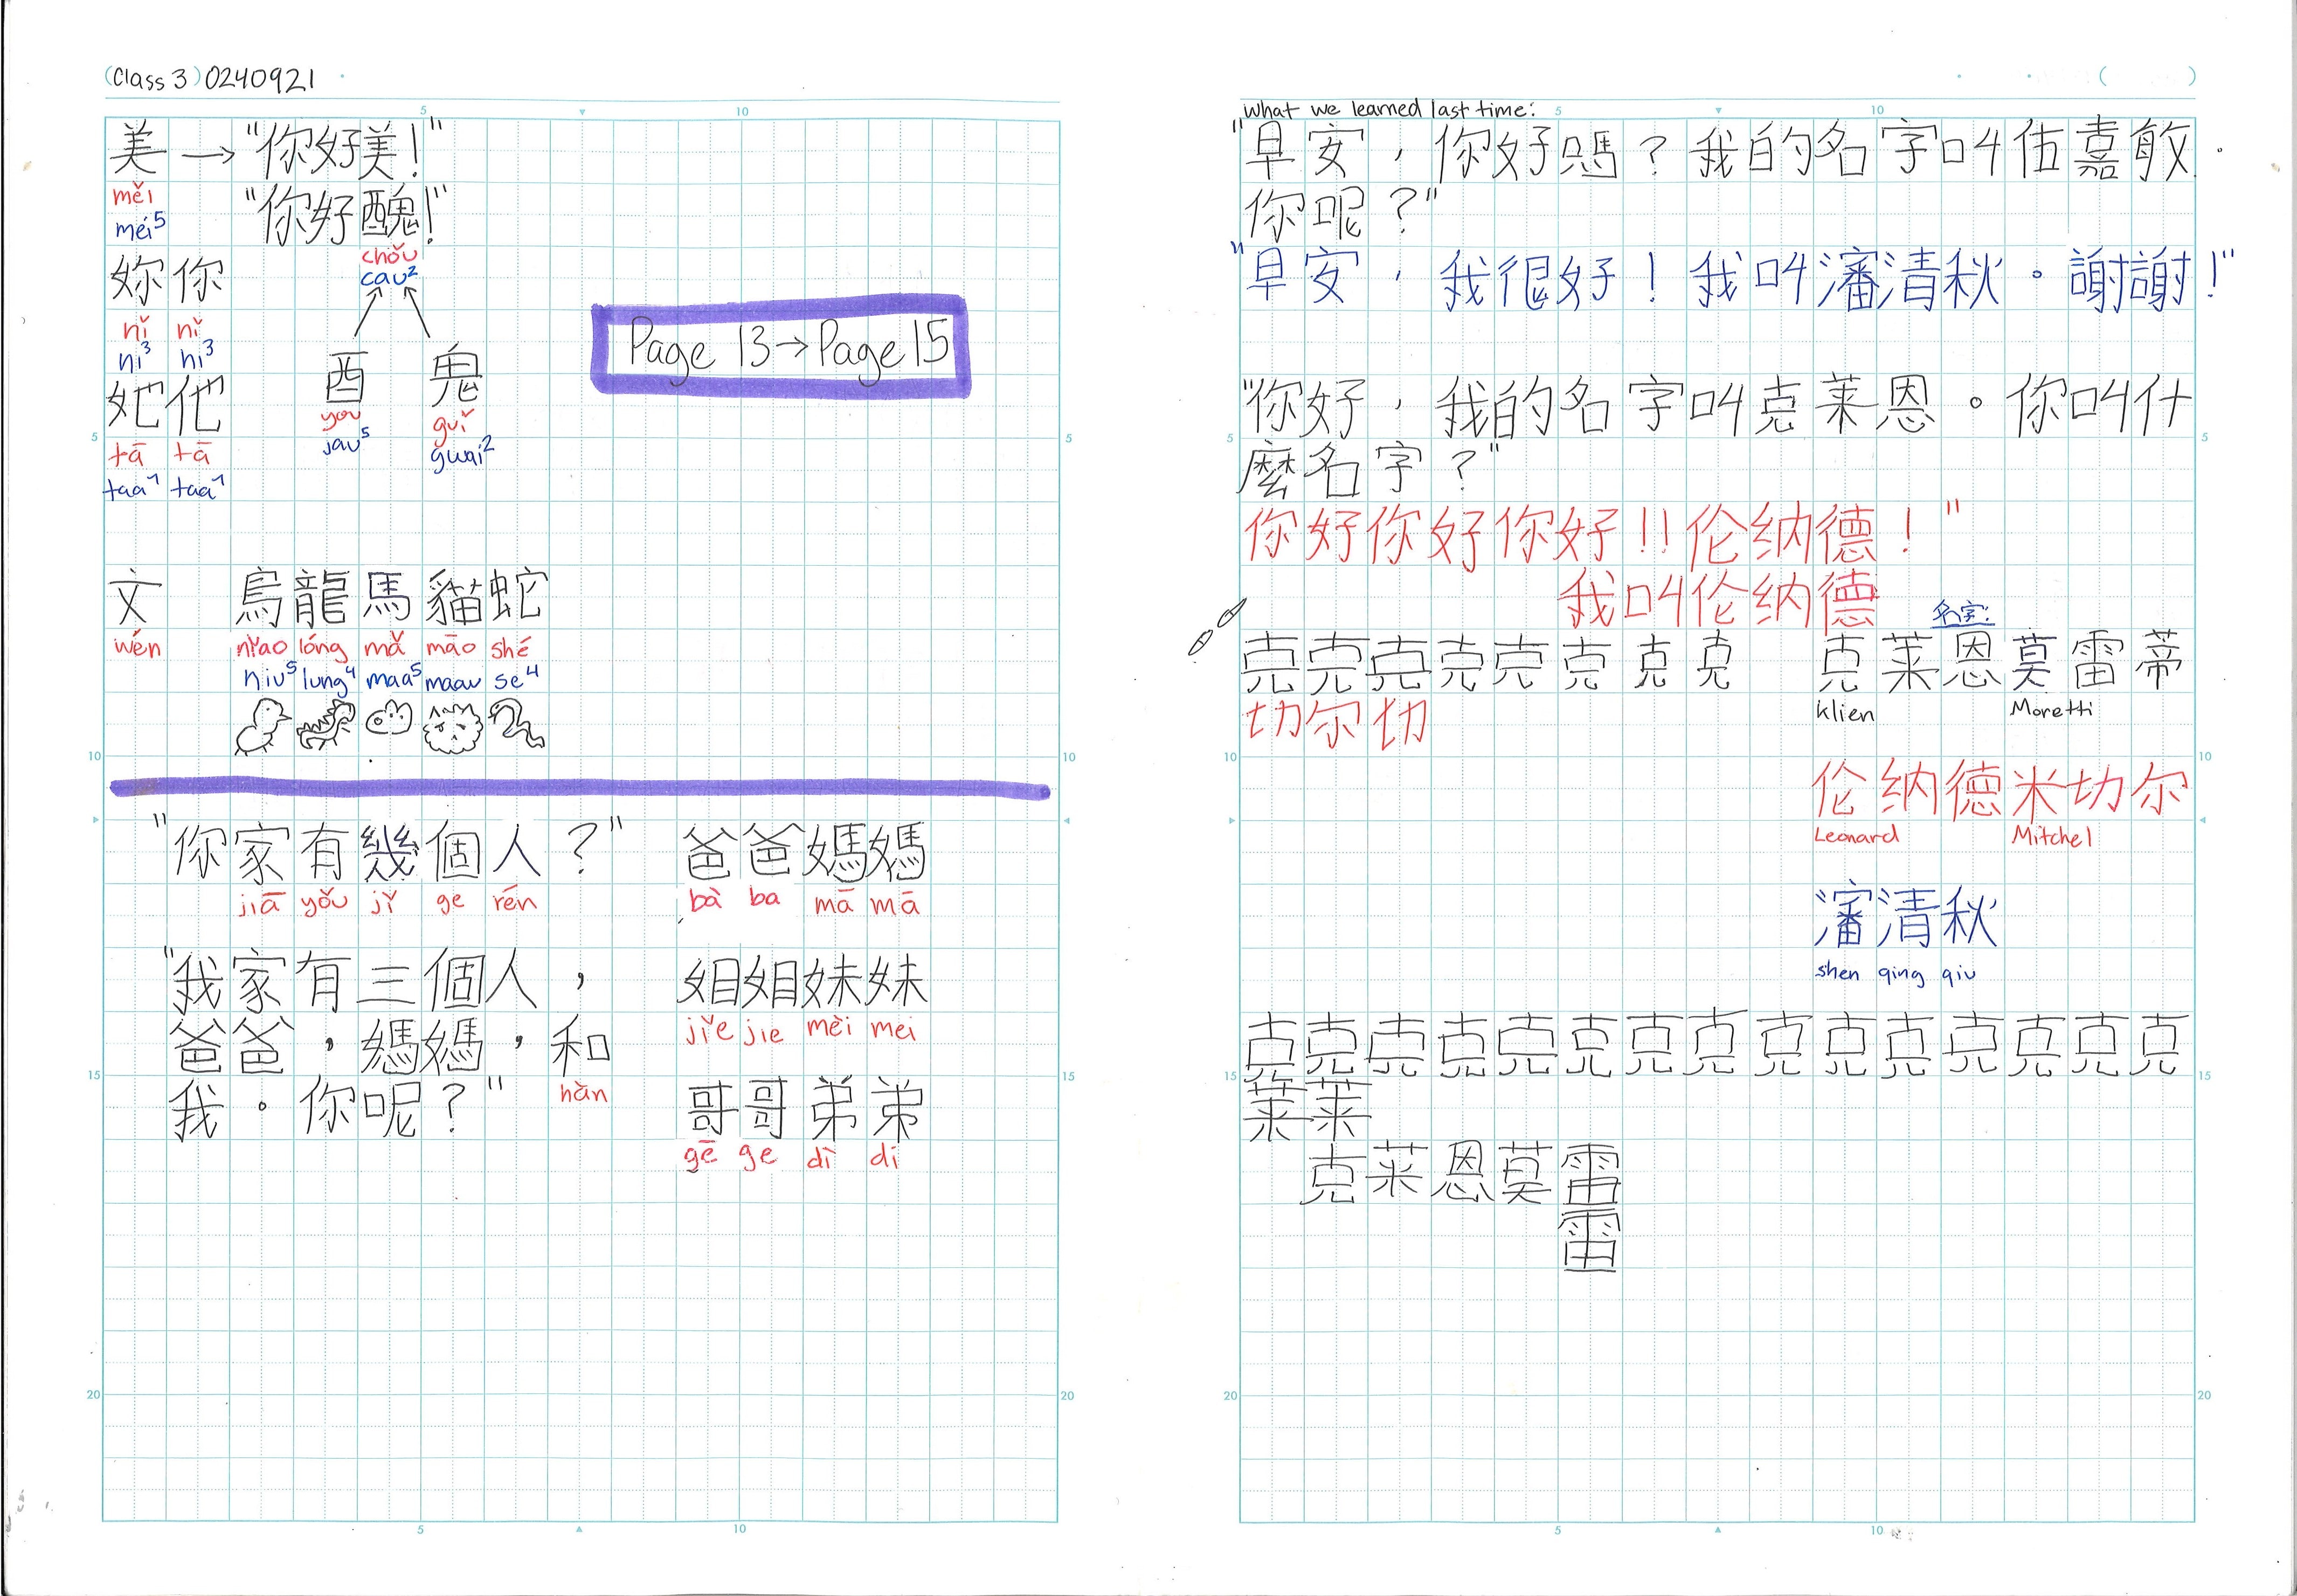 (Class 3) 0240921
美 → "你好美!"
měi
mei5
"你好醜!"
chǒu
cau2
妳 你
nǐ nǐ
ni3 ni3
酉 鬼
you guǐ
jau5 gwai2
她 他
tā tā
taa1 taa1
Page 13→Page 15
文 鳥龍馬貓蛇
wén niǎo lóng mǎ māo shé
niu5 lung4 maa5 maau se4
"你家有幾個人?"
jiā yǒu jǐ ge rén
爸爸媽媽
bà ba mā mā
"我家有三個人,
爸爸,媽媽,和
hàn
我。你呢?"
姐姐妹妹
jiě jie mèi mei
哥哥弟弟
gē ge dì di
What we learned last time:
"早安,你好嗎?我的名字叫伍嘉敏.
你呢?"
"早安,我很好!我叫瀋清秋。謝謝!"
"你好,我的名字叫克莱恩。你叫什
麼名字?"
你好你好你好!!伦纳德!"
我叫伦纳德
名字:
克克克克克克克克 克莱恩莫雷蒂
Klien Moretti
切尔切
伦纳德米切尔
Leonard Mitchel
瀋清秋
shen qing qiu
克克克克克克克克克克克克克克克
莱莱
克莱恩莫雷
雷